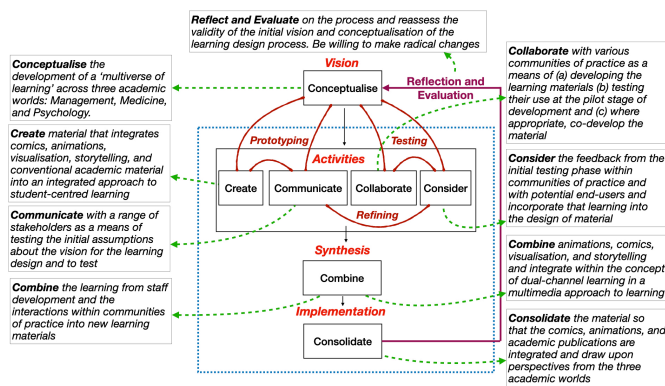 Reflect and Evaluate on the process and reassess the
validity of the initial vision and conceptualisation of the
learning design process. Be willing to make radical changes
Conceptualise the
development of a 'multiverse of
learning' across three academic
worlds: Management, Medicine,
and Psychology.
Create material that integrates
comics, animations,
visualisation, storytelling, and
conventional academic material
into an integrated approach to
student-centred learning
Communicate with a range of
stakeholders as a means of
testing the initial assumptions
about the vision for the learning
design and to test
Combine the learning from staff
development and the
interactions within communities
of practice into new learning
materials
Vision
Conceptualise
Reflection and
Evaluation
Prototyping
Testing
Activities
Create
Communicate
Collaborate
Consider
Refining
Synthesis
Combine
Implementation
Consolidate
Collaborate with various
communities of practice as a
means of (a) developing the
learning materials (b) testing
their use at the pilot stage of
development and (c) where
appropriate, co-develop the
material
Consider the feedback from the
initial testing phase within
communities of practice and
with potential end-users and
incorporate that learning into
the design of material
Combine animations, comics,
visualisation, and storytelling
and integrate within the concept
of dual-channel learning in a
multimedia approach to learning
Consolidate the material so
that the comics, animations, and
academic publications are
integrated and draw upon
perspectives from the three
academic worlds